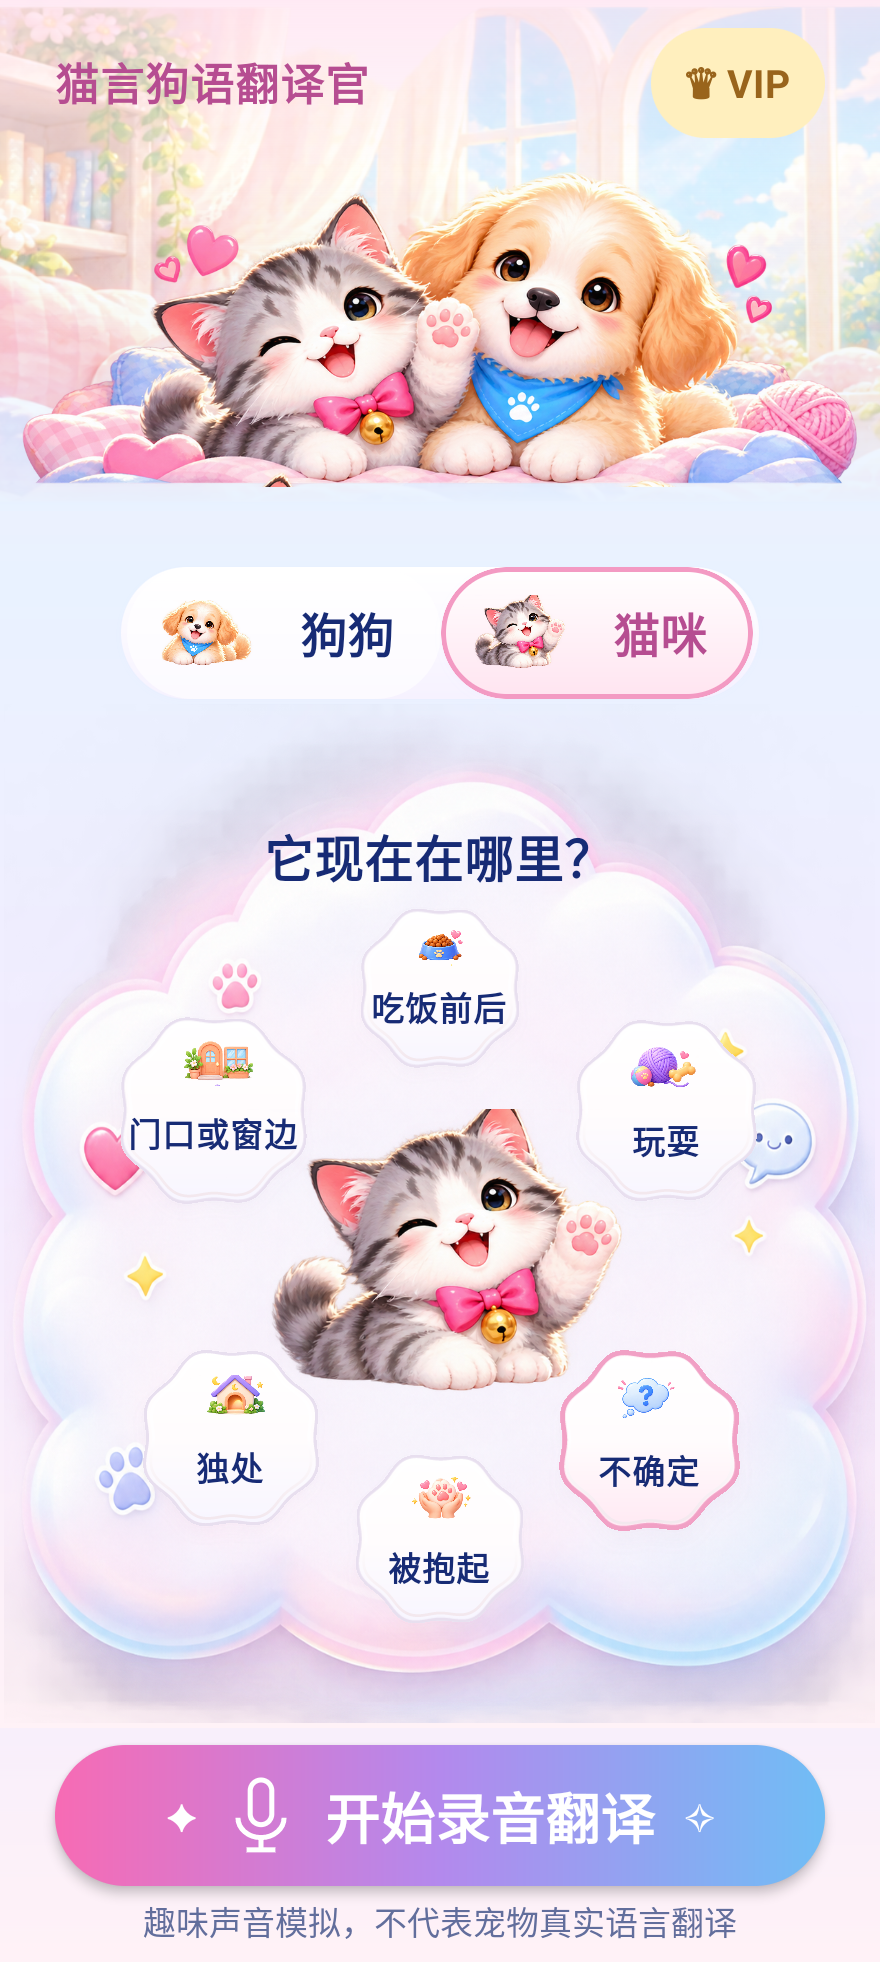 猫言狗语翻译官
VIP
狗狗
猫咪
它现在在哪里?
吃饭前后
门口或窗边
玩耍
独处
不确定
被抱起
开始录音翻译
趣味声音模拟，不代表宠物真实语言翻译